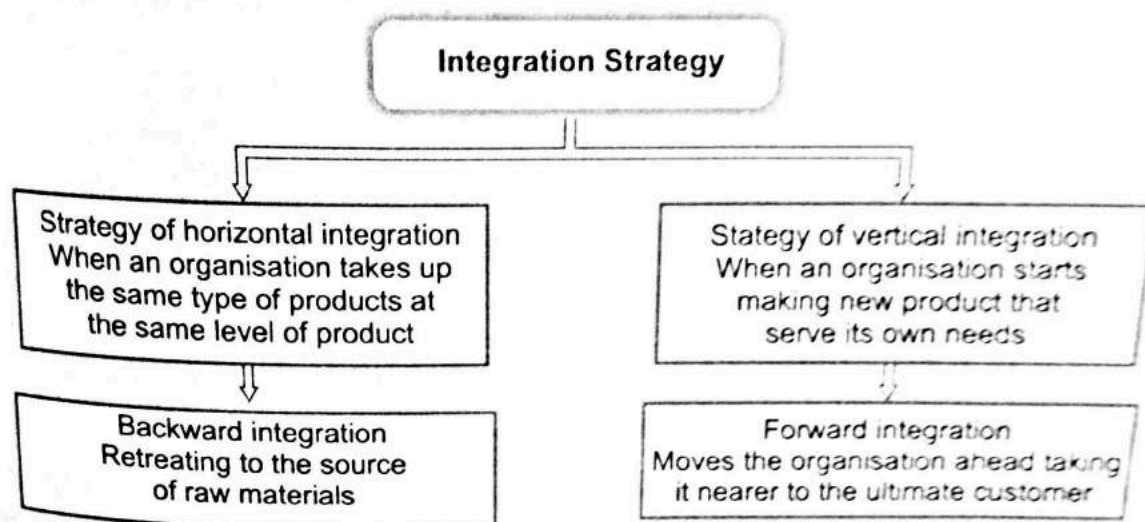 Integration Strategy
Strategy of horizontal integration
When an organisation takes up
the same type of products at
the same level of product
Stategy of vertical integration
When an organisation starts
making new product that
serve its own needs
Backward integration
Retreating to the source
of raw materials
Forward integration
Moves the organisation ahead taking
it nearer to the ultimate customer